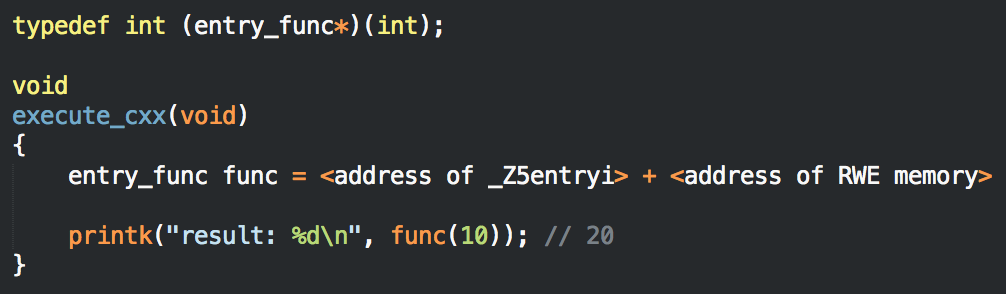 typedef int (entry_func*)(int);
void
execute_cxx(void)
{
entry_func func = <address of _Z5entryi> + <address of RWE memory>
printk("result: %d\n", func(10)); // 20
}